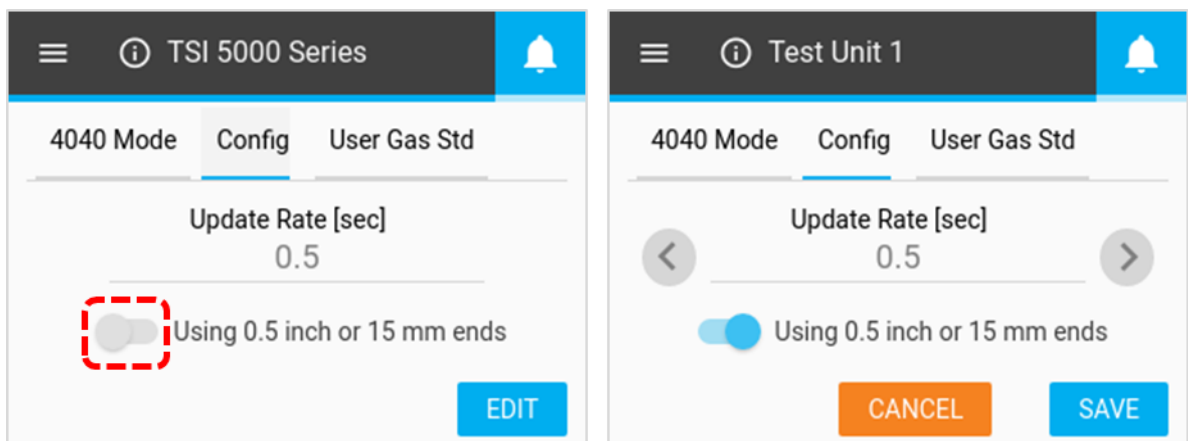 TSI 5000 Series
4040 Mode Config User Gas Std
Update Rate [sec]
0.5
Using 0.5 inch or 15 mm ends
EDIT
Test Unit 1
4040 Mode Config User Gas Std
Update Rate [sec]
0.5
Using 0.5 inch or 15 mm ends
CANCEL SAVE